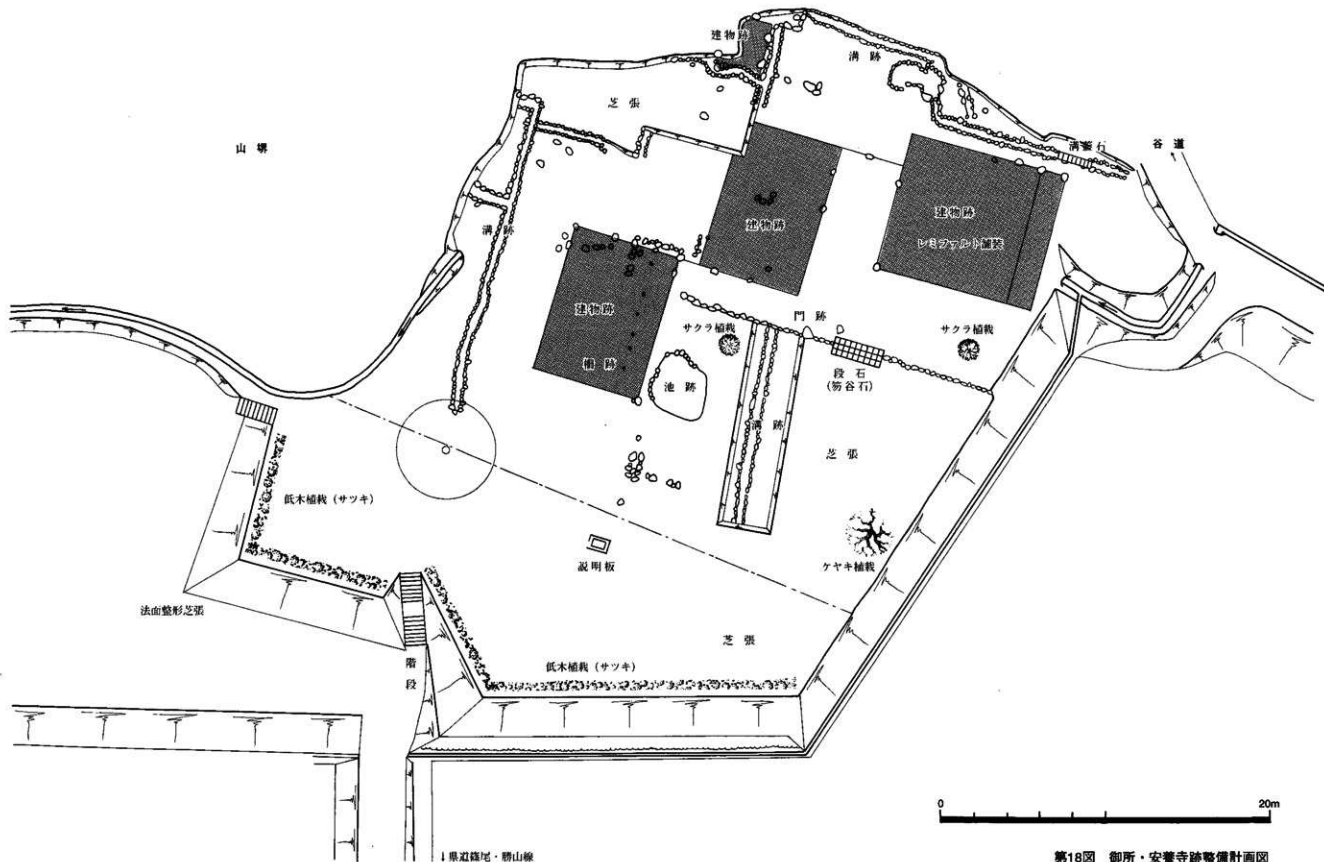 建物跡
溝跡
芝張
山堺
溝蓋石
谷道
建物跡
建物跡
レミファルト舗装
溝跡
建物跡
サクラ植栽
門跡
サクラ植栽
柵跡
池跡
段石
(笏谷石)
溝跡
芝張
低木植栽（サツキ）
説明板
ケヤキ植栽
法面整形芝張
芝張
階段
低木植栽（サツキ）
0 20m
↓県道篠尾・勝山線
第18図 御所・安養寺跡整備計画図